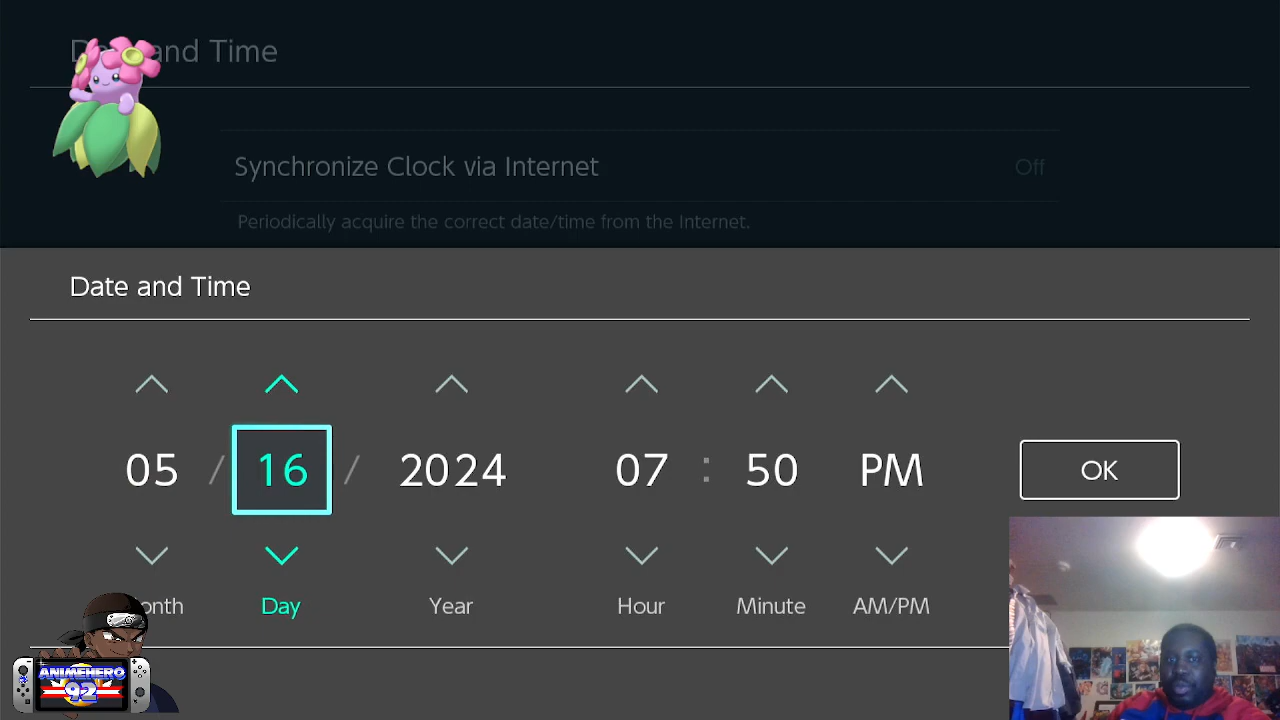 Date and Time
Synchronize Clock via Internet Off
Periodically acquire the correct date/time from the Internet.
Date and Time
05 / 16 / 2024 07 : 50 PM OK
onth Day Year Hour Minute AM/PM
ANIMEHERO
92